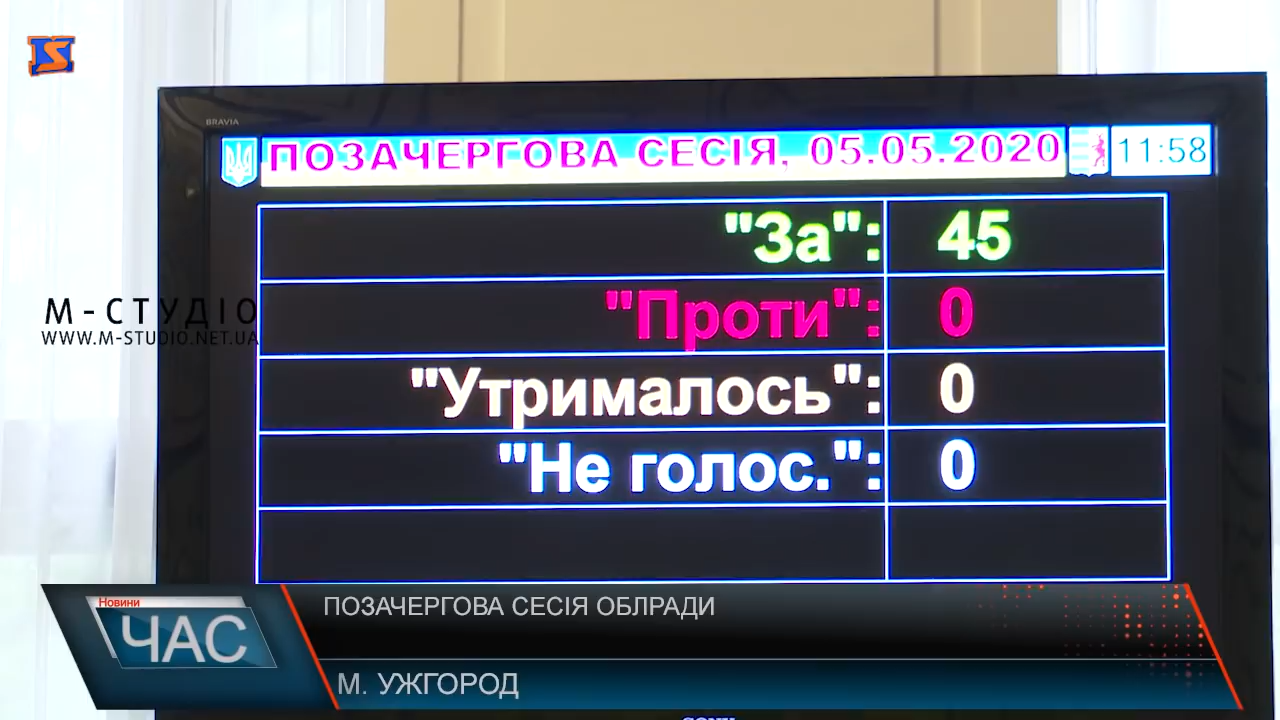 BRAVIA
ПОЗАЧЕРГОВА СЕСІЯ, 05.05.2020 11:58
"За": 45
"Проти": 0
"Утрималось": 0
"Не голос.": 0
М-СТУДІО
WWW.M-STUDIO.NET.UA
Новини
ЧАС
ПОЗАЧЕРГОВА СЕСІЯ ОБЛРАДИ
М. УЖГОРОД
SONY